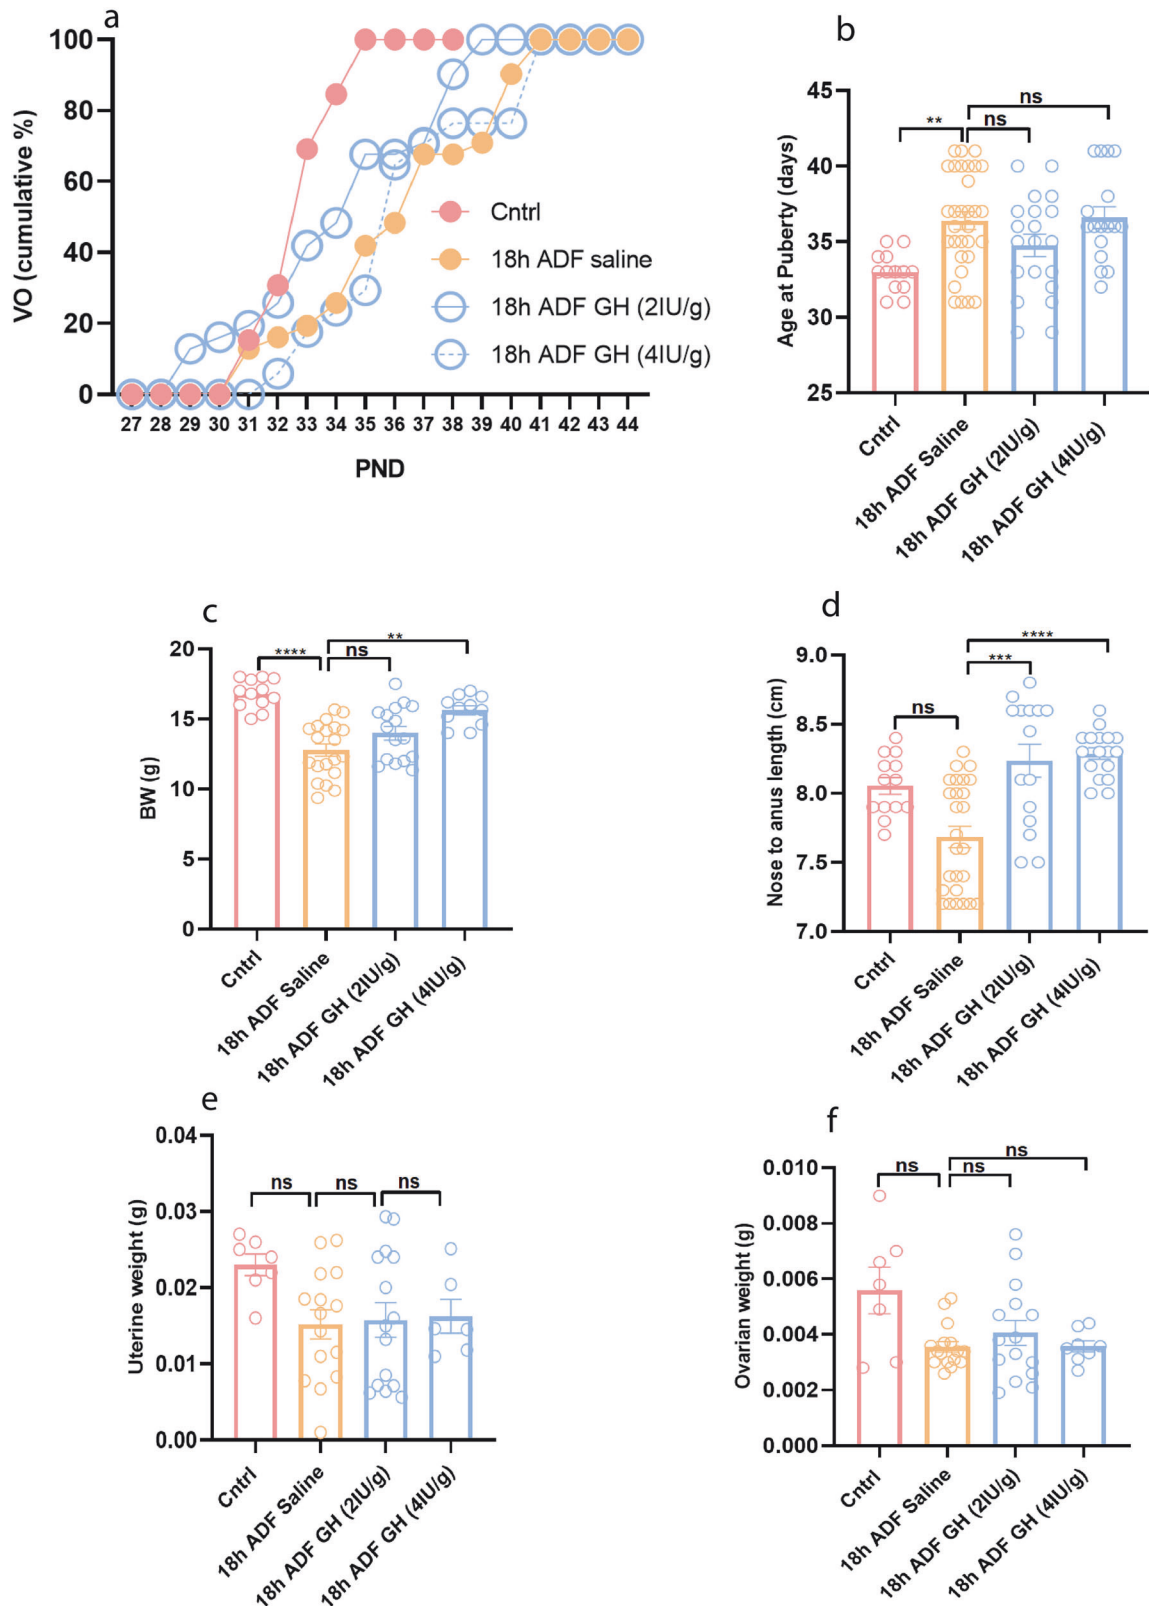 a
VO (cumulative %)
100
80
60
40
20
0
27 28 29 30 31 32 33 34 35 36 37 38 39 40 41 42 43 44
PND
Cntrl
18h ADF saline
18h ADF GH (2IU/g)
18h ADF GH (4IU/g)
b
Age at Puberty (days)
45
40
35
30
25
ns
** ns
Cntrl
18h ADF Saline
18h ADF GH (2IU/g)
18h ADF GH (4IU/g)
c
BW (g)
20
15
10
5
0
**
**** ns
Cntrl
18h ADF Saline
18h ADF GH (2IU/g)
18h ADF GH (4IU/g)
d
Nose to anus length (cm)
9.0
8.5
8.0
7.5
7.0
****
***
ns
Cntrl
18h ADF Saline
18h ADF GH (2IU/g)
18h ADF GH (4IU/g)
e
Uterine weight (g)
0.04
0.03
0.02
0.01
0.00
ns ns ns
Cntrl
18h ADF Saline
18h ADF GH (2IU/g)
18h ADF GH (4IU/g)
f
Ovarian weight (g)
0.010
0.008
0.006
0.004
0.002
0.000
ns
ns ns
Cntrl
18h ADF Saline
18h ADF GH (2IU/g)
18h ADF GH (4IU/g)